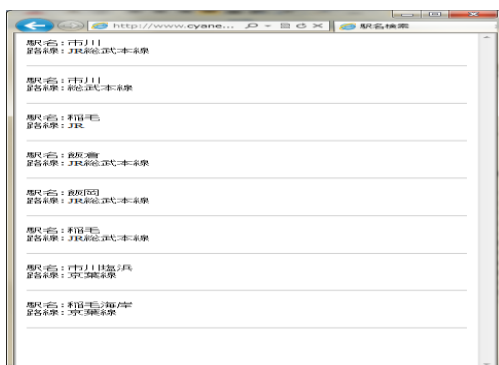 http://www.cyane...
駅名検索
駅名:市川
路線:JR総武本線
駅名:市川
路線:総武本線
駅名:稲毛
路線:JR
駅名:飯倉
路線:JR総武本線
駅名:飯岡
路線:JR総武本線
駅名:稲毛
路線:JR総武本線
駅名:市川塩浜
路線:京葉線
駅名:稲毛海岸
路線:京葉線